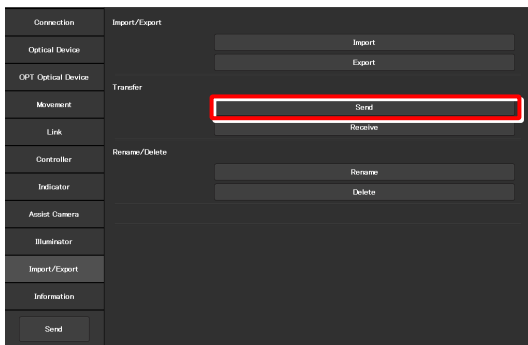 Connection
Optical Device
OPT Optical Device
Movement
Link
Controller
Indicator
Assist Camera
Illuminator
Import/Export
Information
Send
Import/Export
Import
Export
Transfer
Send
Receive
Rename/Delete
Rename
Delete